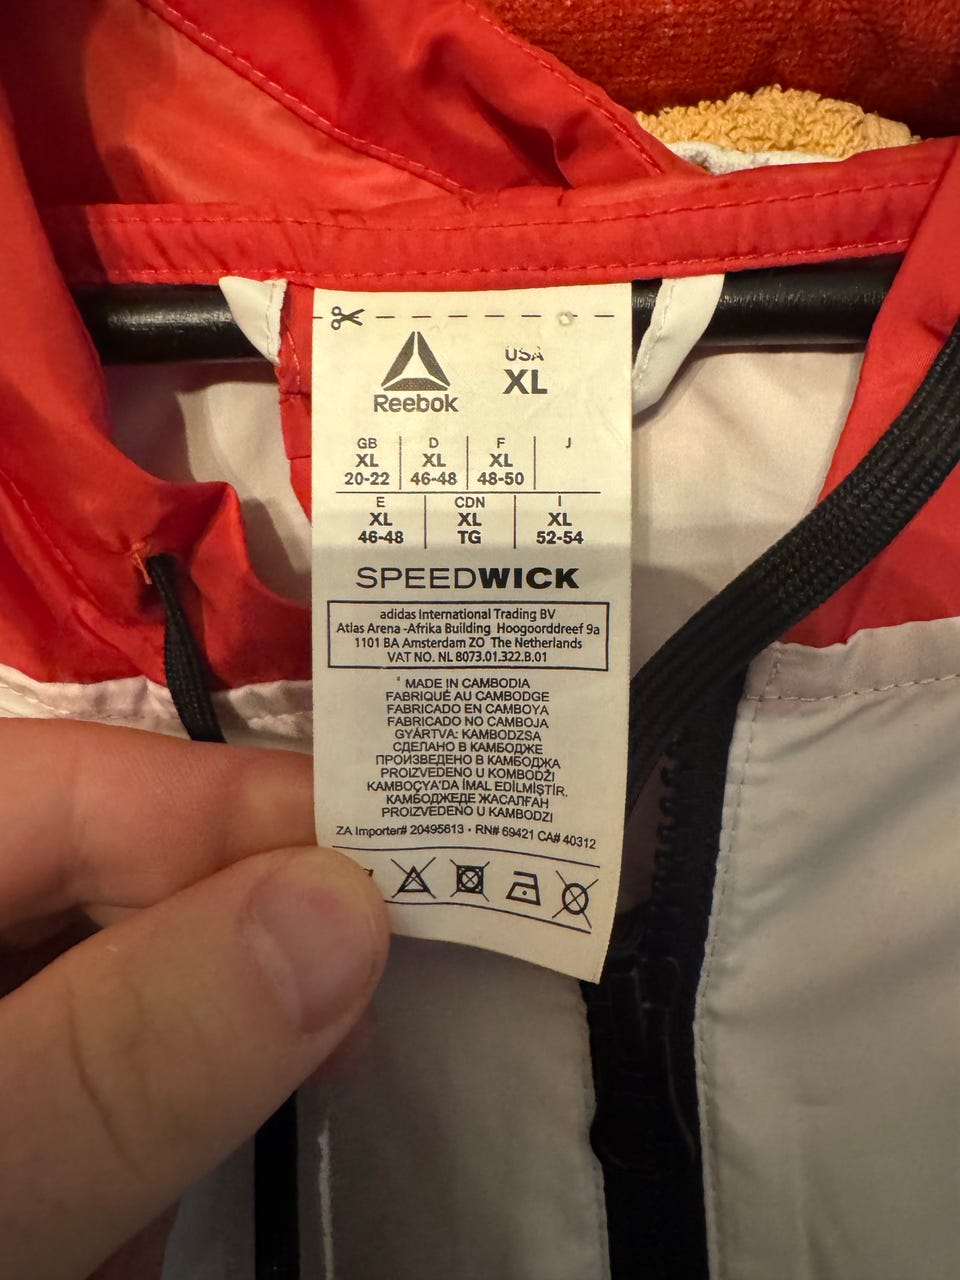 Reebok
USA
XL
GB D F J
XL XL XL
20-22 46-48 48-50
E CDN I
XL XL XL
46-48 TG 52-54
SPEEDWICK
adidas International Trading BV
Atlas Arena -Afrika Building Hoogoorddreef 9a
1101 BA Amsterdam ZO The Netherlands
VAT NO. NL 8073.01.322.B.01
MADE IN CAMBODIA
FABRIQUÉ AU CAMBODGE
FABRICADO EN CAMBOYA
FABRICADO NO CAMBOJA
GYÁRTVA: KAMBODZSA
СДЕЛАНО В КАМБОДЖЕ
ПРОИЗВЕДЕНО В КАМБОДЖА
PROIZVEDENO U KOMBODŽI
KAMBOÇYA'DA İMAL EDİLMİŞTİR.
КАМБОДЖЕДЕ ЖАСАЛҒАН
PROIZVEDENO U KAMBODZI
ZA Importer# 20495613 • RN# 69421 CA# 40312